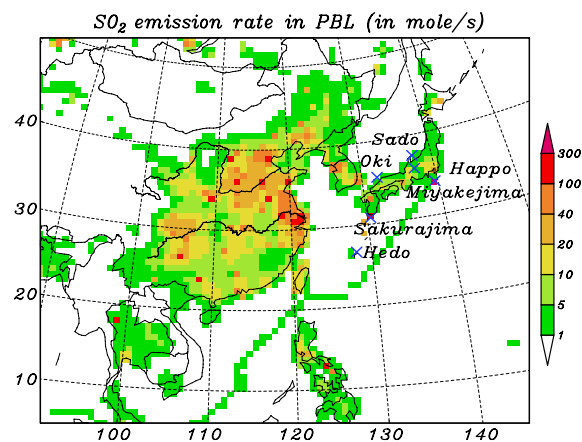 SO2 emission rate in PBL (in mole/s)
40
30
20
10
Sado
Oki
Happo
Miyakejima
Sakurajima
Hedo
300
100
40
20
10
5
1
100 110 120 130 140